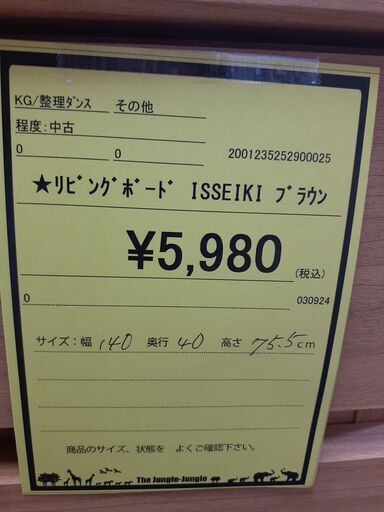 KG/整理ﾀﾞﾝｽ その他
程度:中古
0 0 2001235252900025
★ﾘﾋﾞﾝｸﾞﾎﾞｰﾄﾞ ISSEIKI ﾌﾞﾗｳﾝ
¥5,980 (税込)
0 030924
サイズ:幅 140 奥行 40 高さ 75.5cm
商品のサイズ、状態を よくご確認下さい。
The Jungle-Jungle